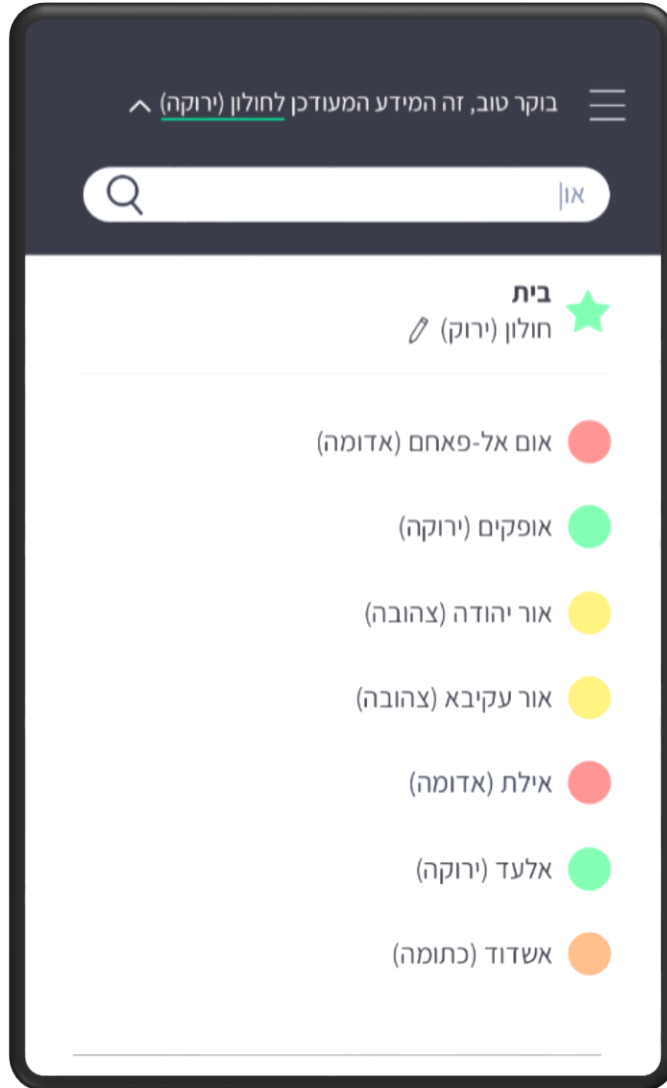 בוקר טוב, זה המידע המעודכן לחולון (ירוקה)
או
בית
חולון (ירוק)
אום אל-פאחם (אדומה)
אופקים (ירוקה)
אור יהודה (צהובה)
אור עקיבא (צהובה)
אילת (אדומה)
אלעד (ירוקה)
אשדוד (כתומה)